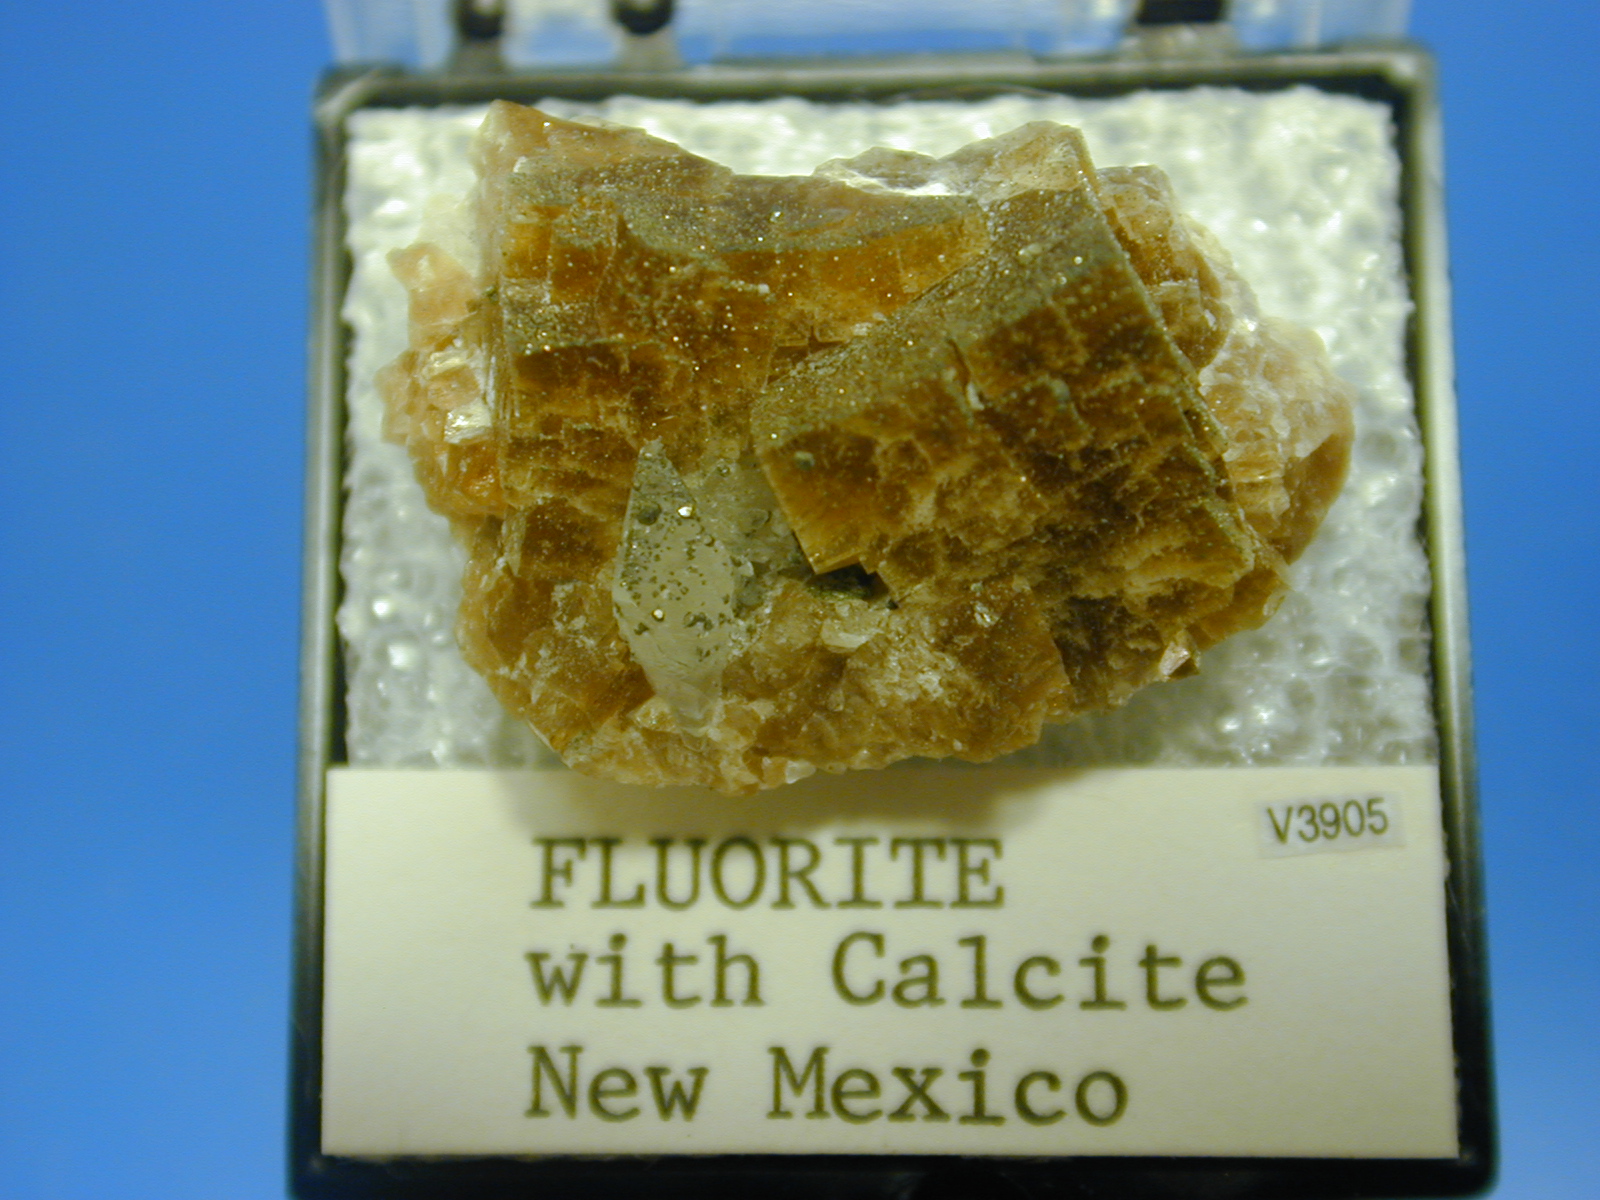 V3905
FLUORITE
with Calcite
New Mexico